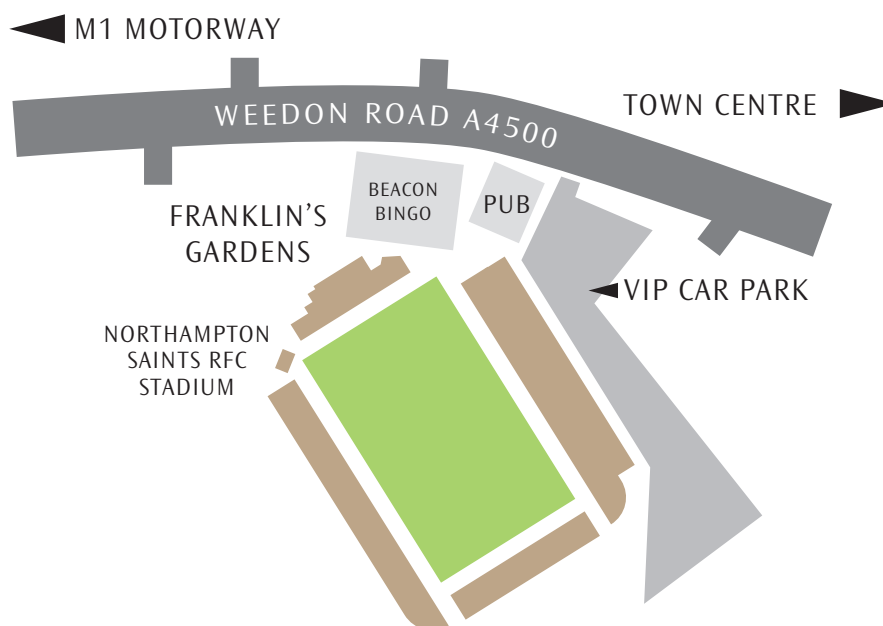 M1 MOTORWAY
TOWN CENTRE
WEEDON ROAD A4500
BEACON
BINGO
PUB
FRANKLIN'S
GARDENS
VIP CAR PARK
NORTHAMPTON
SAINTS RFC
STADIUM